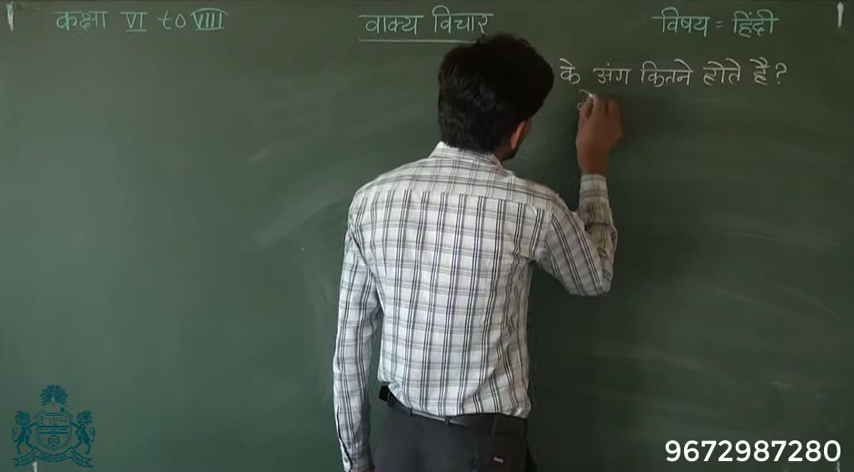 कक्षा VI to VIII
वाक्य विचार
विषय = हिंदी
के अंग कितने होते है ?
9672987280